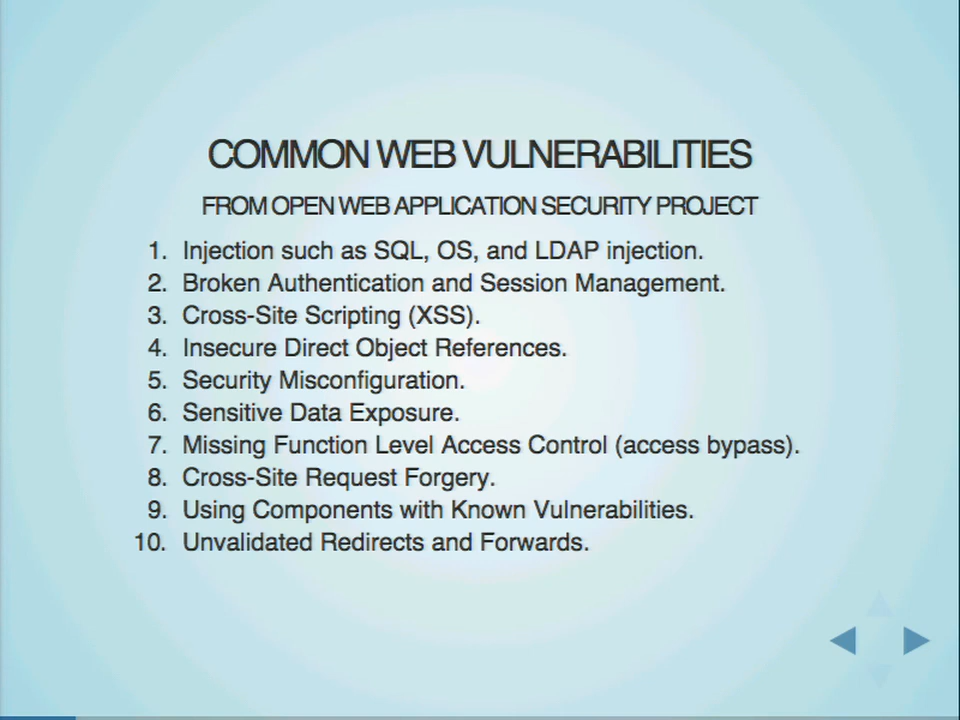 COMMON WEB VULNERABILITIES
FROM OPEN WEB APPLICATION SECURITY PROJECT
1. Injection such as SQL, OS, and LDAP injection.
2. Broken Authentication and Session Management.
3. Cross-Site Scripting (XSS).
4. Insecure Direct Object References.
5. Security Misconfiguration.
6. Sensitive Data Exposure.
7. Missing Function Level Access Control (access bypass).
8. Cross-Site Request Forgery.
9. Using Components with Known Vulnerabilities.
10. Unvalidated Redirects and Forwards.